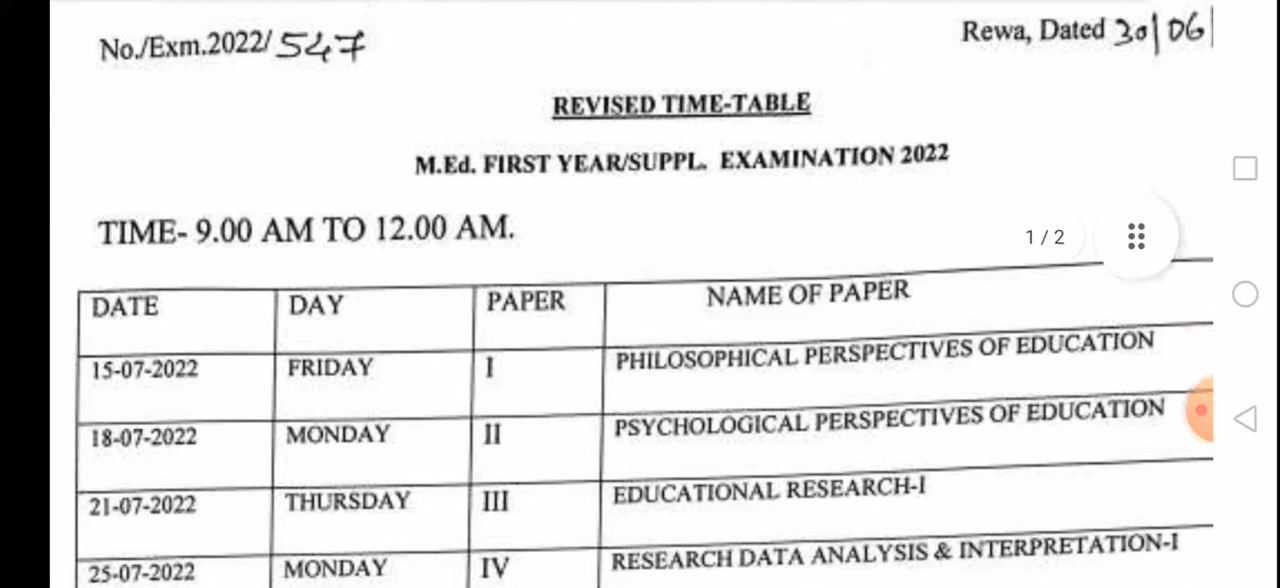 No./Exm.2022/547
Rewa, Dated 30|06|
REVISED TIME-TABLE
M.Ed. FIRST YEAR/SUPPL. EXAMINATION 2022
TIME- 9.00 AM TO 12.00 AM.
1 / 2
DATE DAY PAPER NAME OF PAPER
15-07-2022 FRIDAY I PHILOSOPHICAL PERSPECTIVES OF EDUCATION
18-07-2022 MONDAY II PSYCHOLOGICAL PERSPECTIVES OF EDUCATION
21-07-2022 THURSDAY III EDUCATIONAL RESEARCH-I
25-07-2022 MONDAY IV RESEARCH DATA ANALYSIS & INTERPRETATION-I